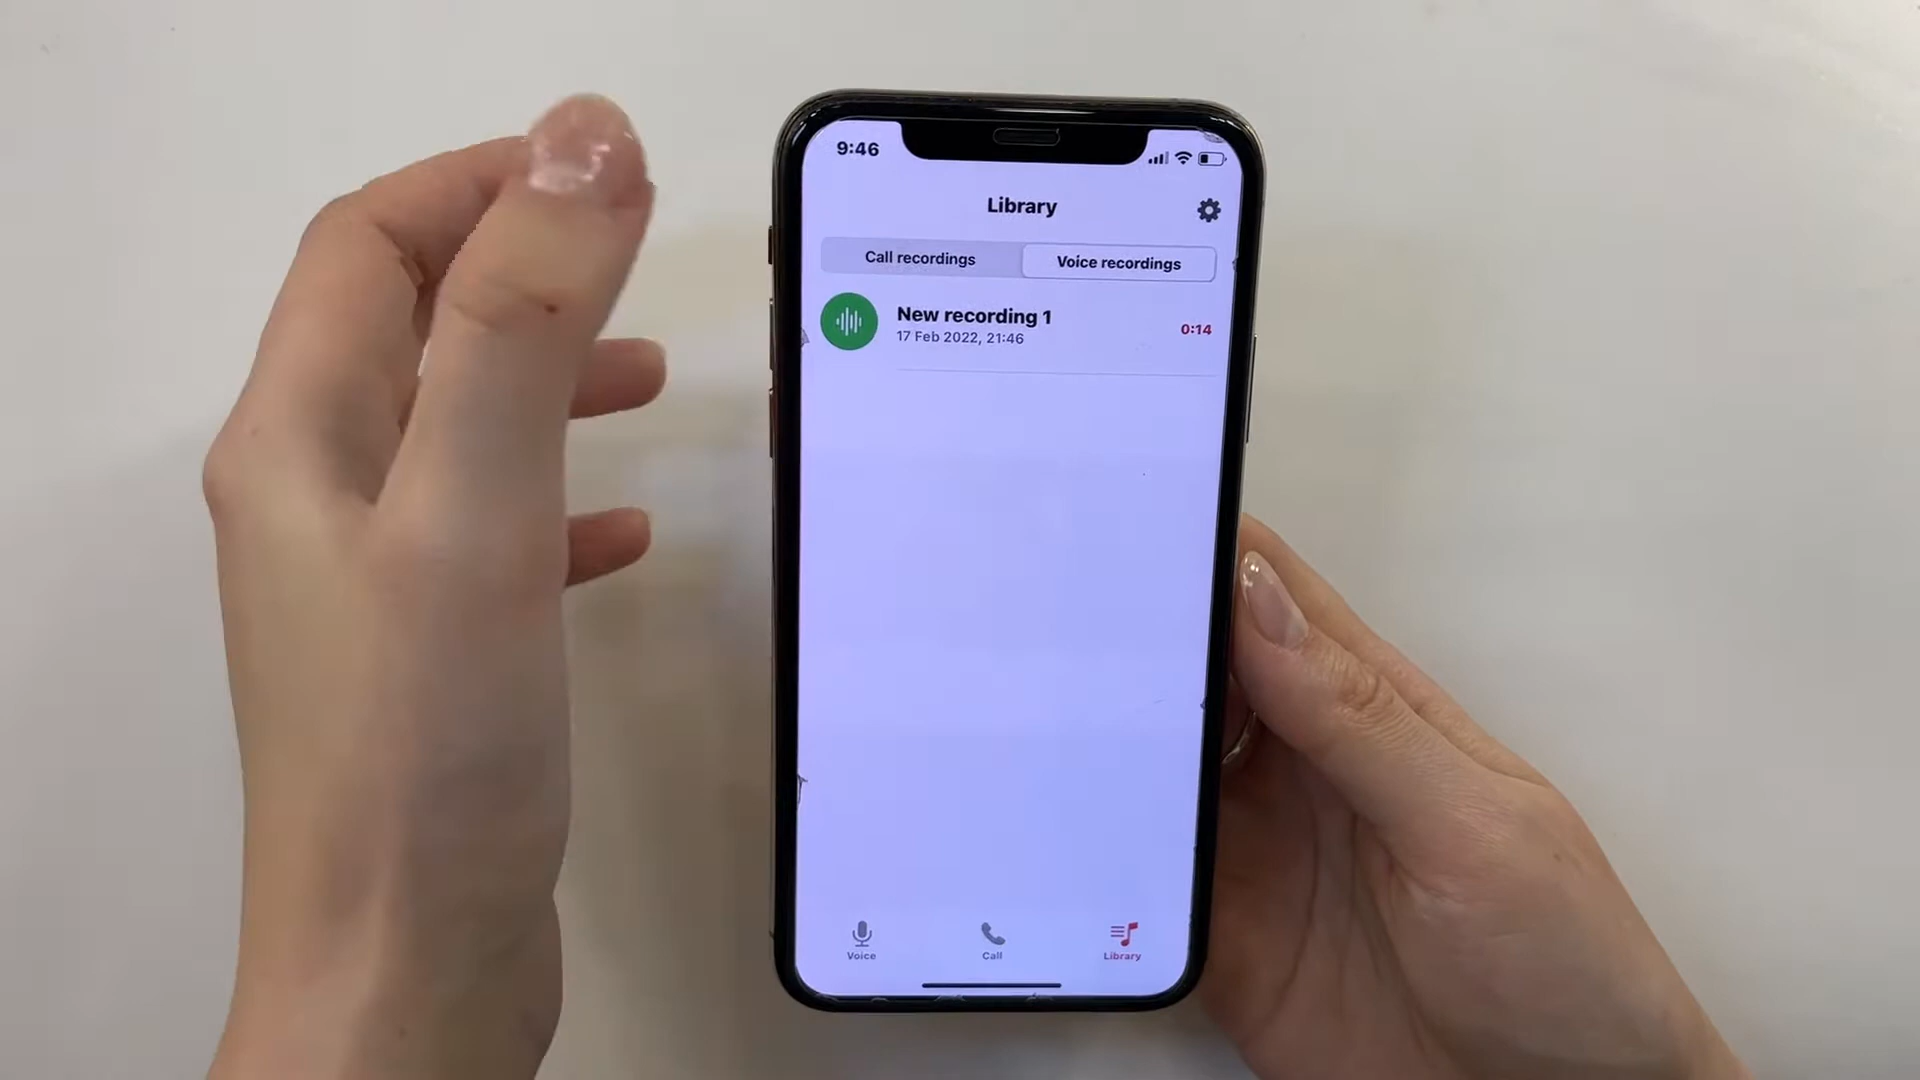 9:46
Library
Call recordings
Voice recordings
New recording 1
0:14
17 Feb 2022, 21:46
Voice
Call
Library